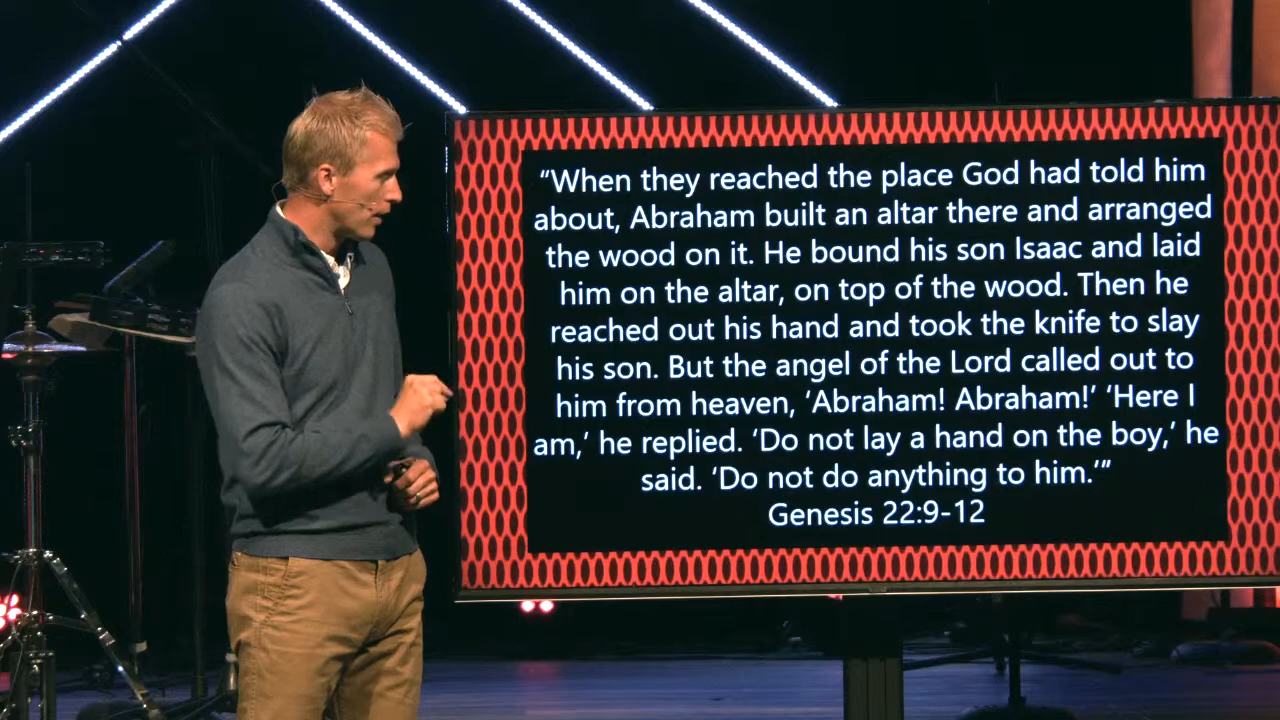 “When they reached the place God had told him
about, Abraham built an altar there and arranged
the wood on it. He bound his son Isaac and laid
him on the altar, on top of the wood. Then he
reached out his hand and took the knife to slay
his son. But the angel of the Lord called out to
him from heaven, ‘Abraham! Abraham!’ ‘Here I
am,’ he replied. ‘Do not lay a hand on the boy,’ he
said. ‘Do not do anything to him.‘”
Genesis 22:9-12